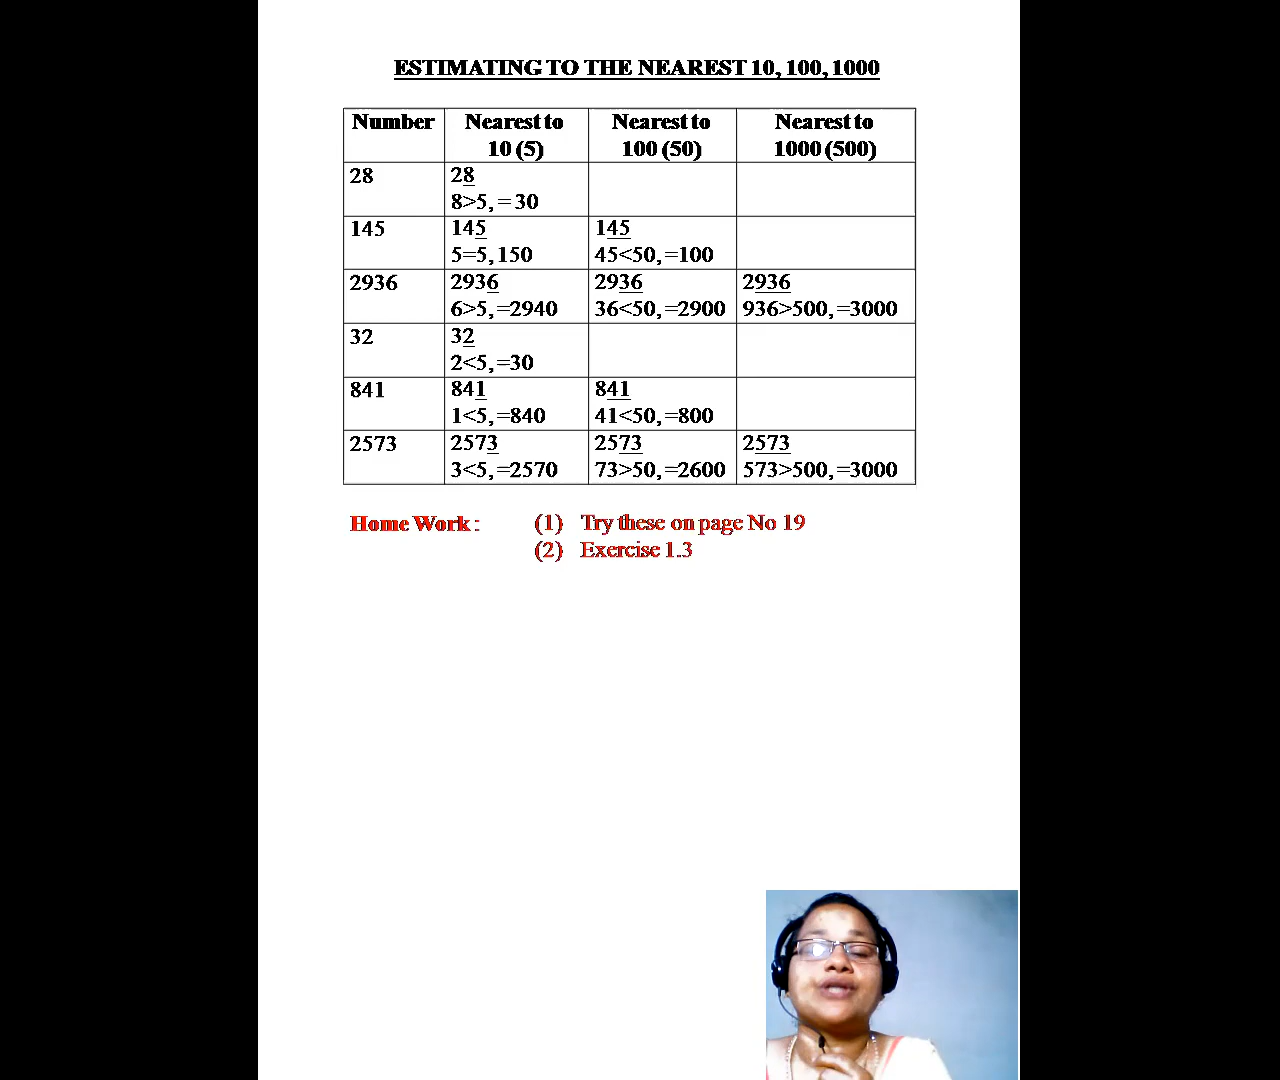 ESTIMATING TO THE NEAREST 10, 100, 1000
Number Nearest to 10 (5) Nearest to 100 (50) Nearest to 1000 (500)
28 28
8>5, = 30
145 145 145
5=5, 150 45<50, =100
2936 2936 2936 2936
6>5, =2940 36<50, =2900 936>500, =3000
32 32
2<5, =30
841 841 841
1<5, =840 41<50, =800
2573 2573 2573 2573
3<5, =2570 73>50, =2600 573>500, =3000
Home Work : (1) Try these on page No 19
(2) Exercise 1.3